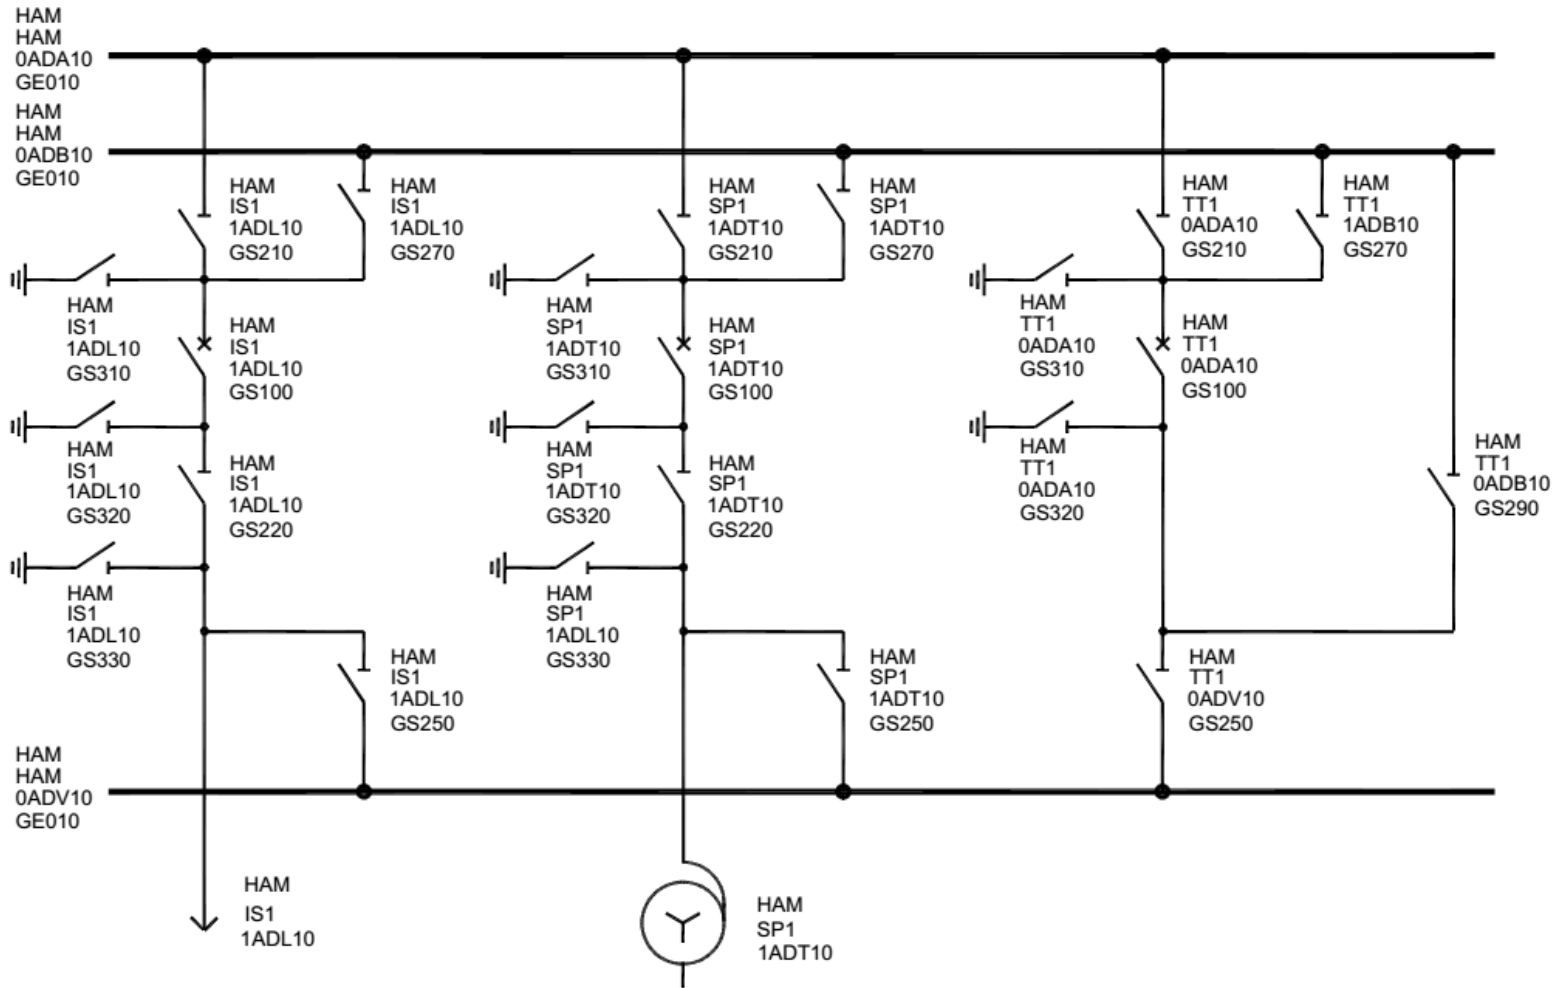 HAM
HAM
0ADA10
GE010
HAM
HAM
0ADB10
GE010
HAM
IS1
1ADL10
GS210
HAM
IS1
1ADL10
GS270
HAM
SP1
1ADT10
GS210
HAM
SP1
1ADT10
GS270
HAM
TT1
0ADA10
GS210
HAM
TT1
1ADB10
GS270
HAM
IS1
1ADL10
GS310
HAM
IS1
1ADL10
GS100
HAM
SP1
1ADT10
GS310
HAM
SP1
1ADT10
GS100
HAM
TT1
0ADA10
GS310
HAM
TT1
0ADA10
GS100
HAM
IS1
1ADL10
GS320
HAM
IS1
1ADL10
GS220
HAM
SP1
1ADT10
GS320
HAM
SP1
1ADT10
GS220
HAM
TT1
0ADA10
GS320
HAM
TT1
0ADB10
GS290
HAM
IS1
1ADL10
GS330
HAM
IS1
1ADL10
GS250
HAM
SP1
1ADL10
GS330
HAM
SP1
1ADT10
GS250
HAM
TT1
0ADV10
GS250
HAM
HAM
0ADV10
GE010
HAM
IS1
1ADL10
HAM
SP1
1ADT10